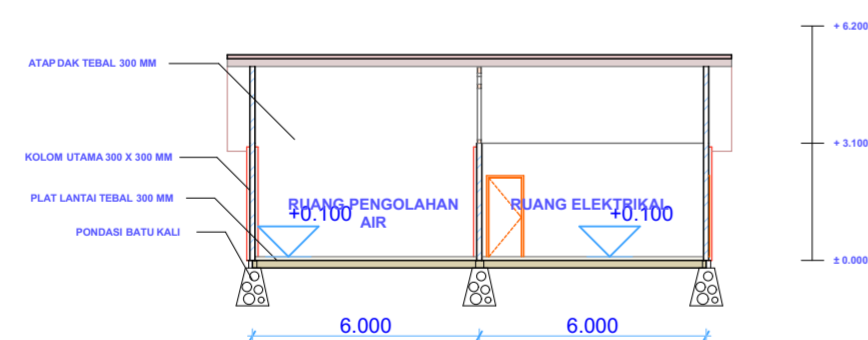 + 6.200
ATAP DAK TEBAL 300 MM
+ 3.100
KOLOM UTAMA 300 X 300 MM
PLAT LANTAI TEBAL 300 MM
RUANG PENGOLAHAN
AIR
RUANG ELEKTRIKAL
+0.100
+0.100
PONDASI BATU KALI
± 0.000
6.000
6.000